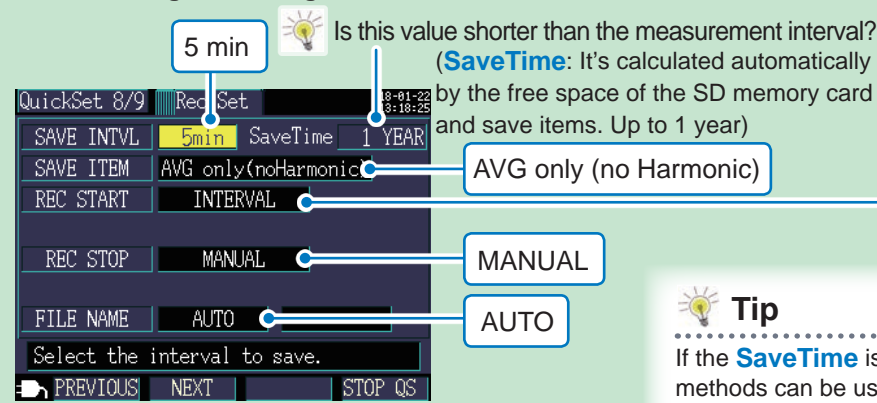 5 min
Is this value shorter than the measurement interval?
(SaveTime: It's calculated automatically
by the free space of the SD memory card
and save items. Up to 1 year)
QuickSet 8/9 Rec Set 18-01-22
13:18:25
SAVE INTVL 5min SaveTime 1 YEAR
SAVE ITEM AVG only(noHarmonic)
AVG only (no Harmonic)
REC START INTERVAL
REC STOP MANUAL
MANUAL
FILE NAME AUTO
AUTO
Select the interval to save.
PREVIOUS NEXT STOP QS
Tip
If the SaveTime is
methods can be us